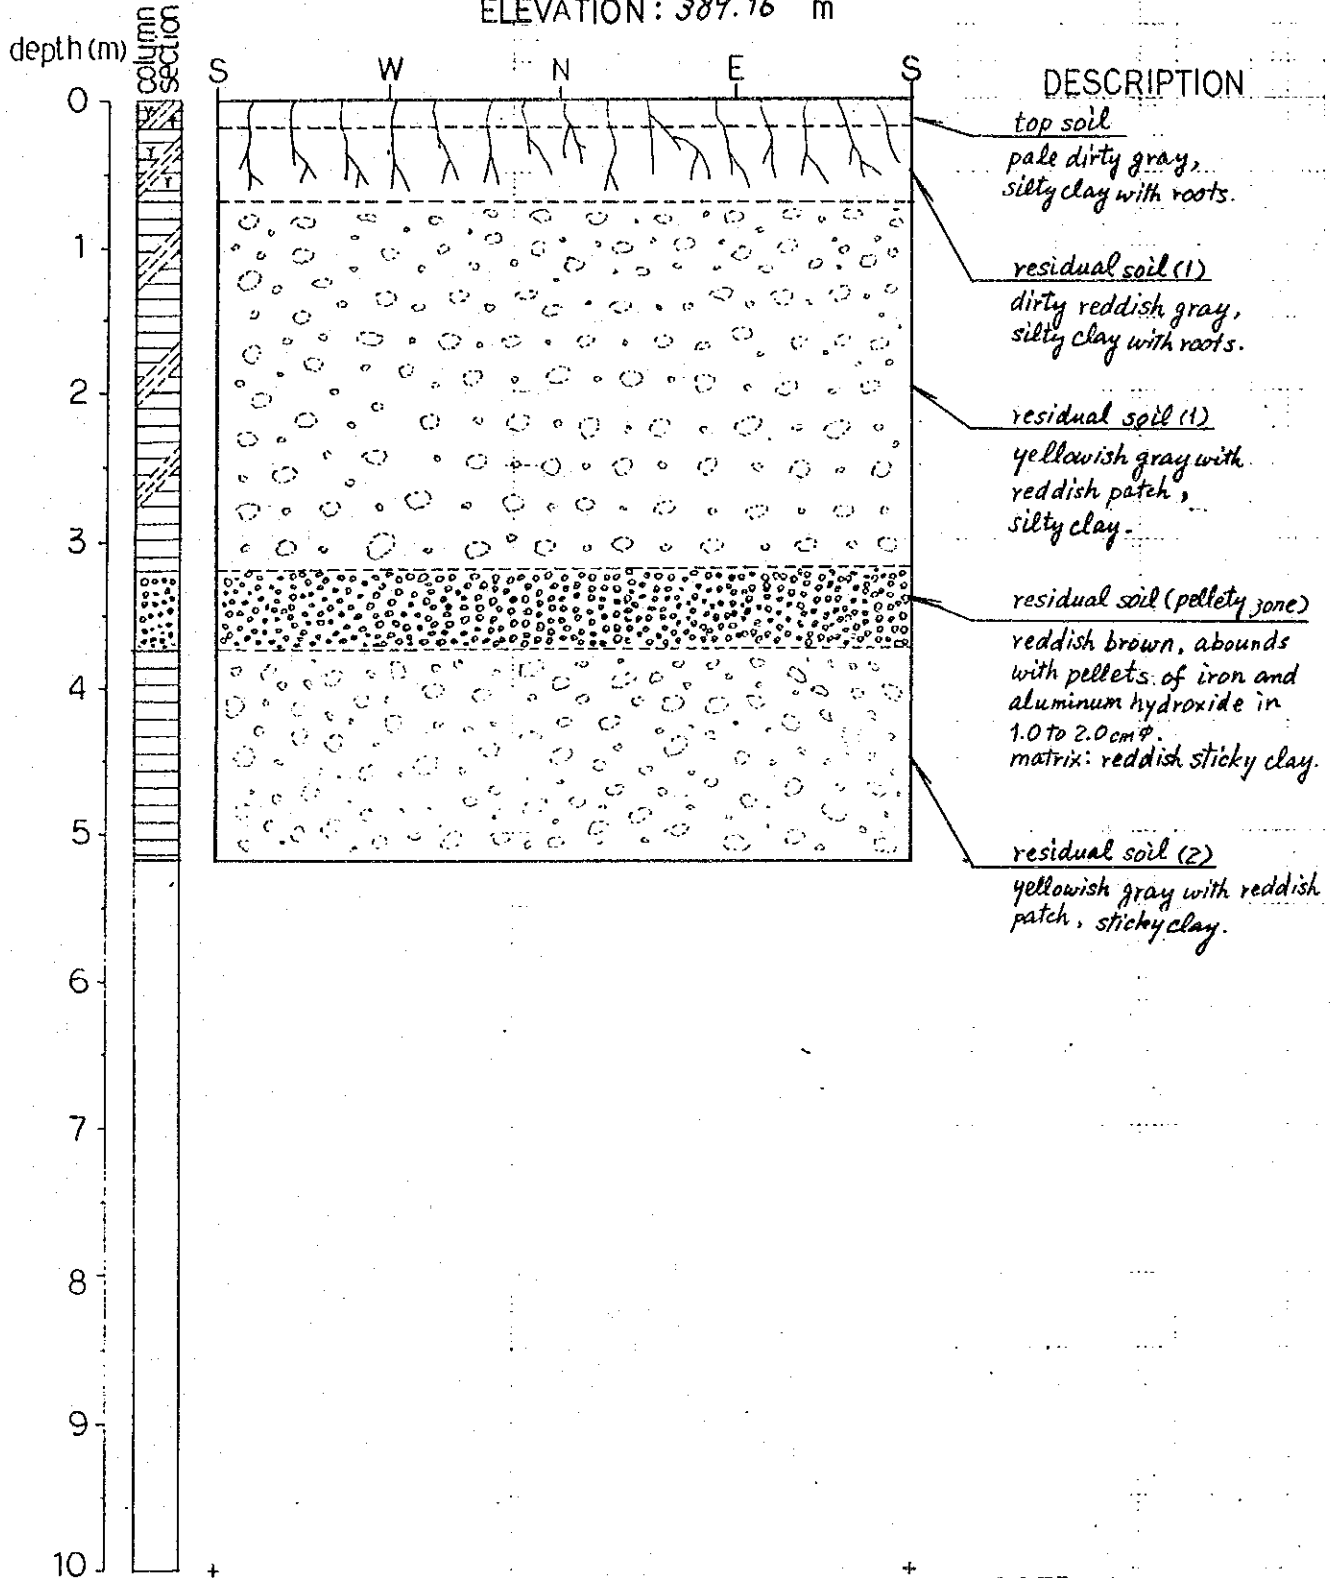 ELEVATION: 389.16 m
depth (m)
column section
S W N E S
DESCRIPTION
0
1
2
3
4
5
6
7
8
9
10
top soil
pale dirty gray,
silty clay with roots.
residual soil (1)
dirty reddish gray,
silty clay with roots.
residual soil (1)
yellowish gray with
reddish patch,
silty clay.
residual soil (pellety zone)
reddish brown, abounds
with pellets of iron and
aluminum hydroxide in
1.0 to 2.0 cm φ.
matrix: reddish sticky clay.
residual soil (2)
yellowish gray with reddish
patch, sticky clay.